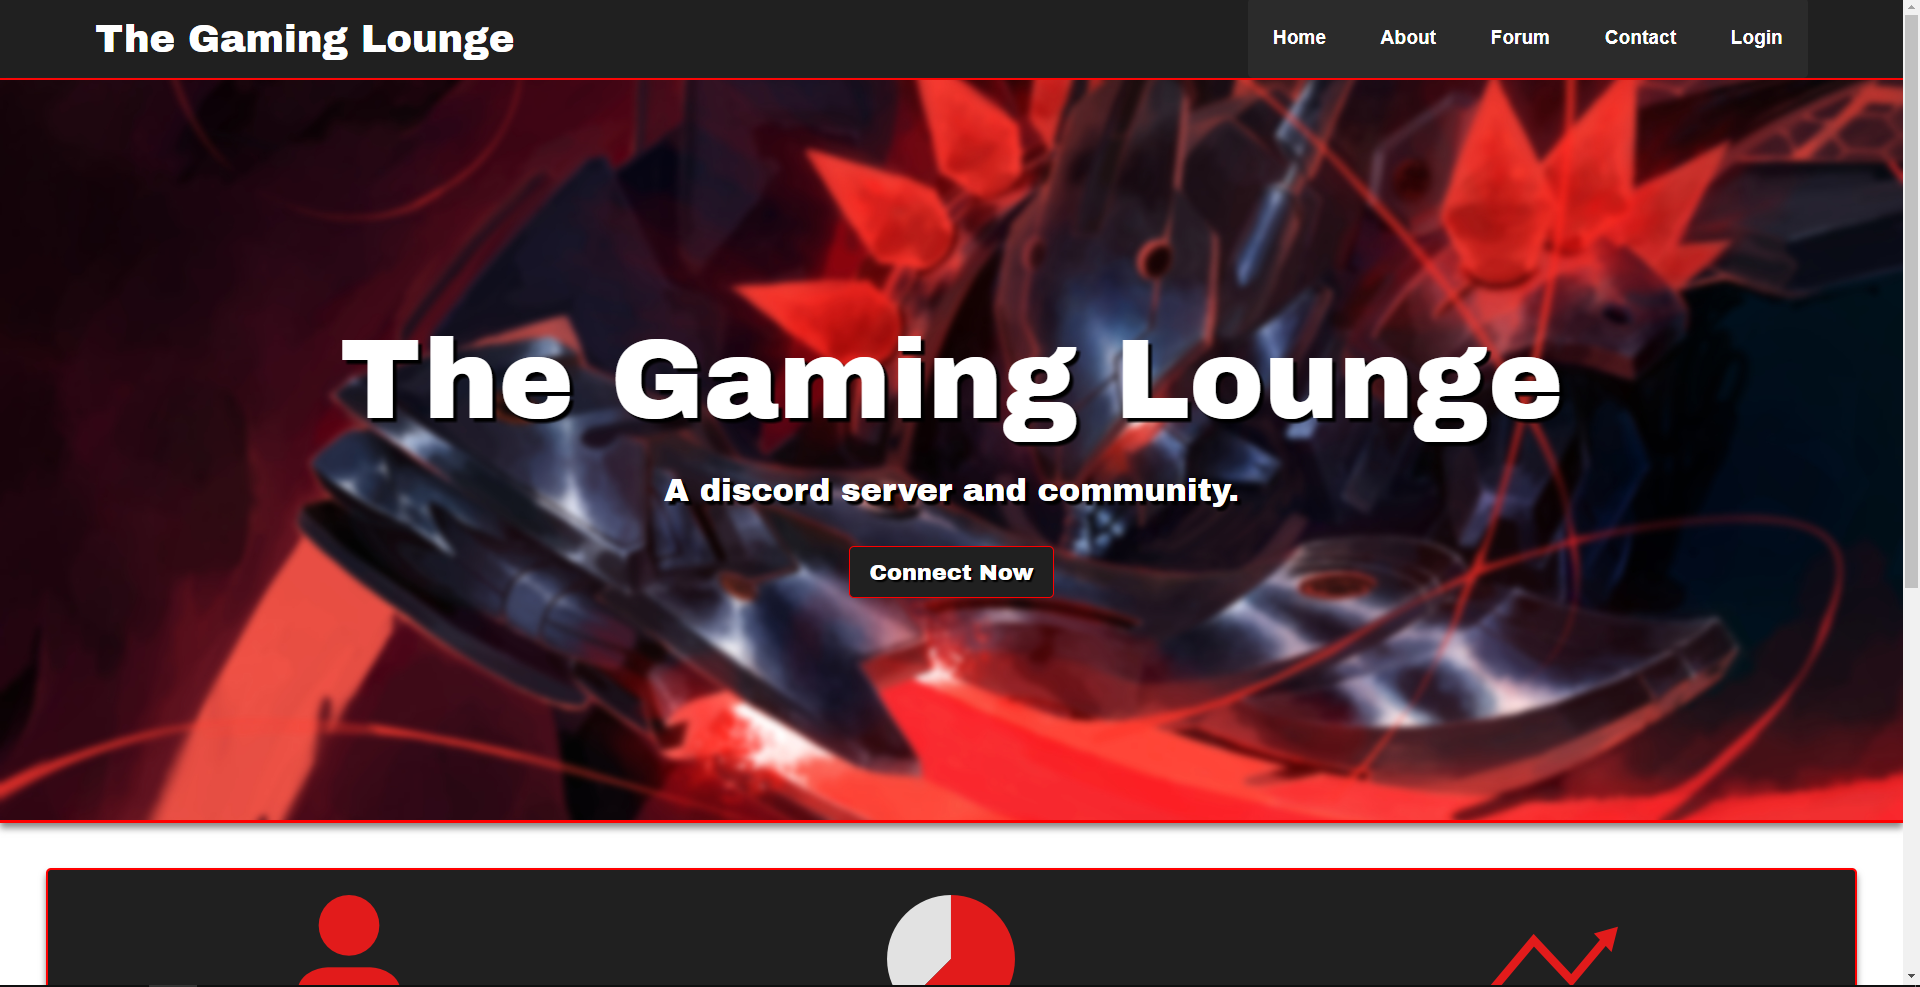 The Gaming Lounge
Home About Forum Contact Login
The Gaming Lounge
A discord server and community.
Connect Now